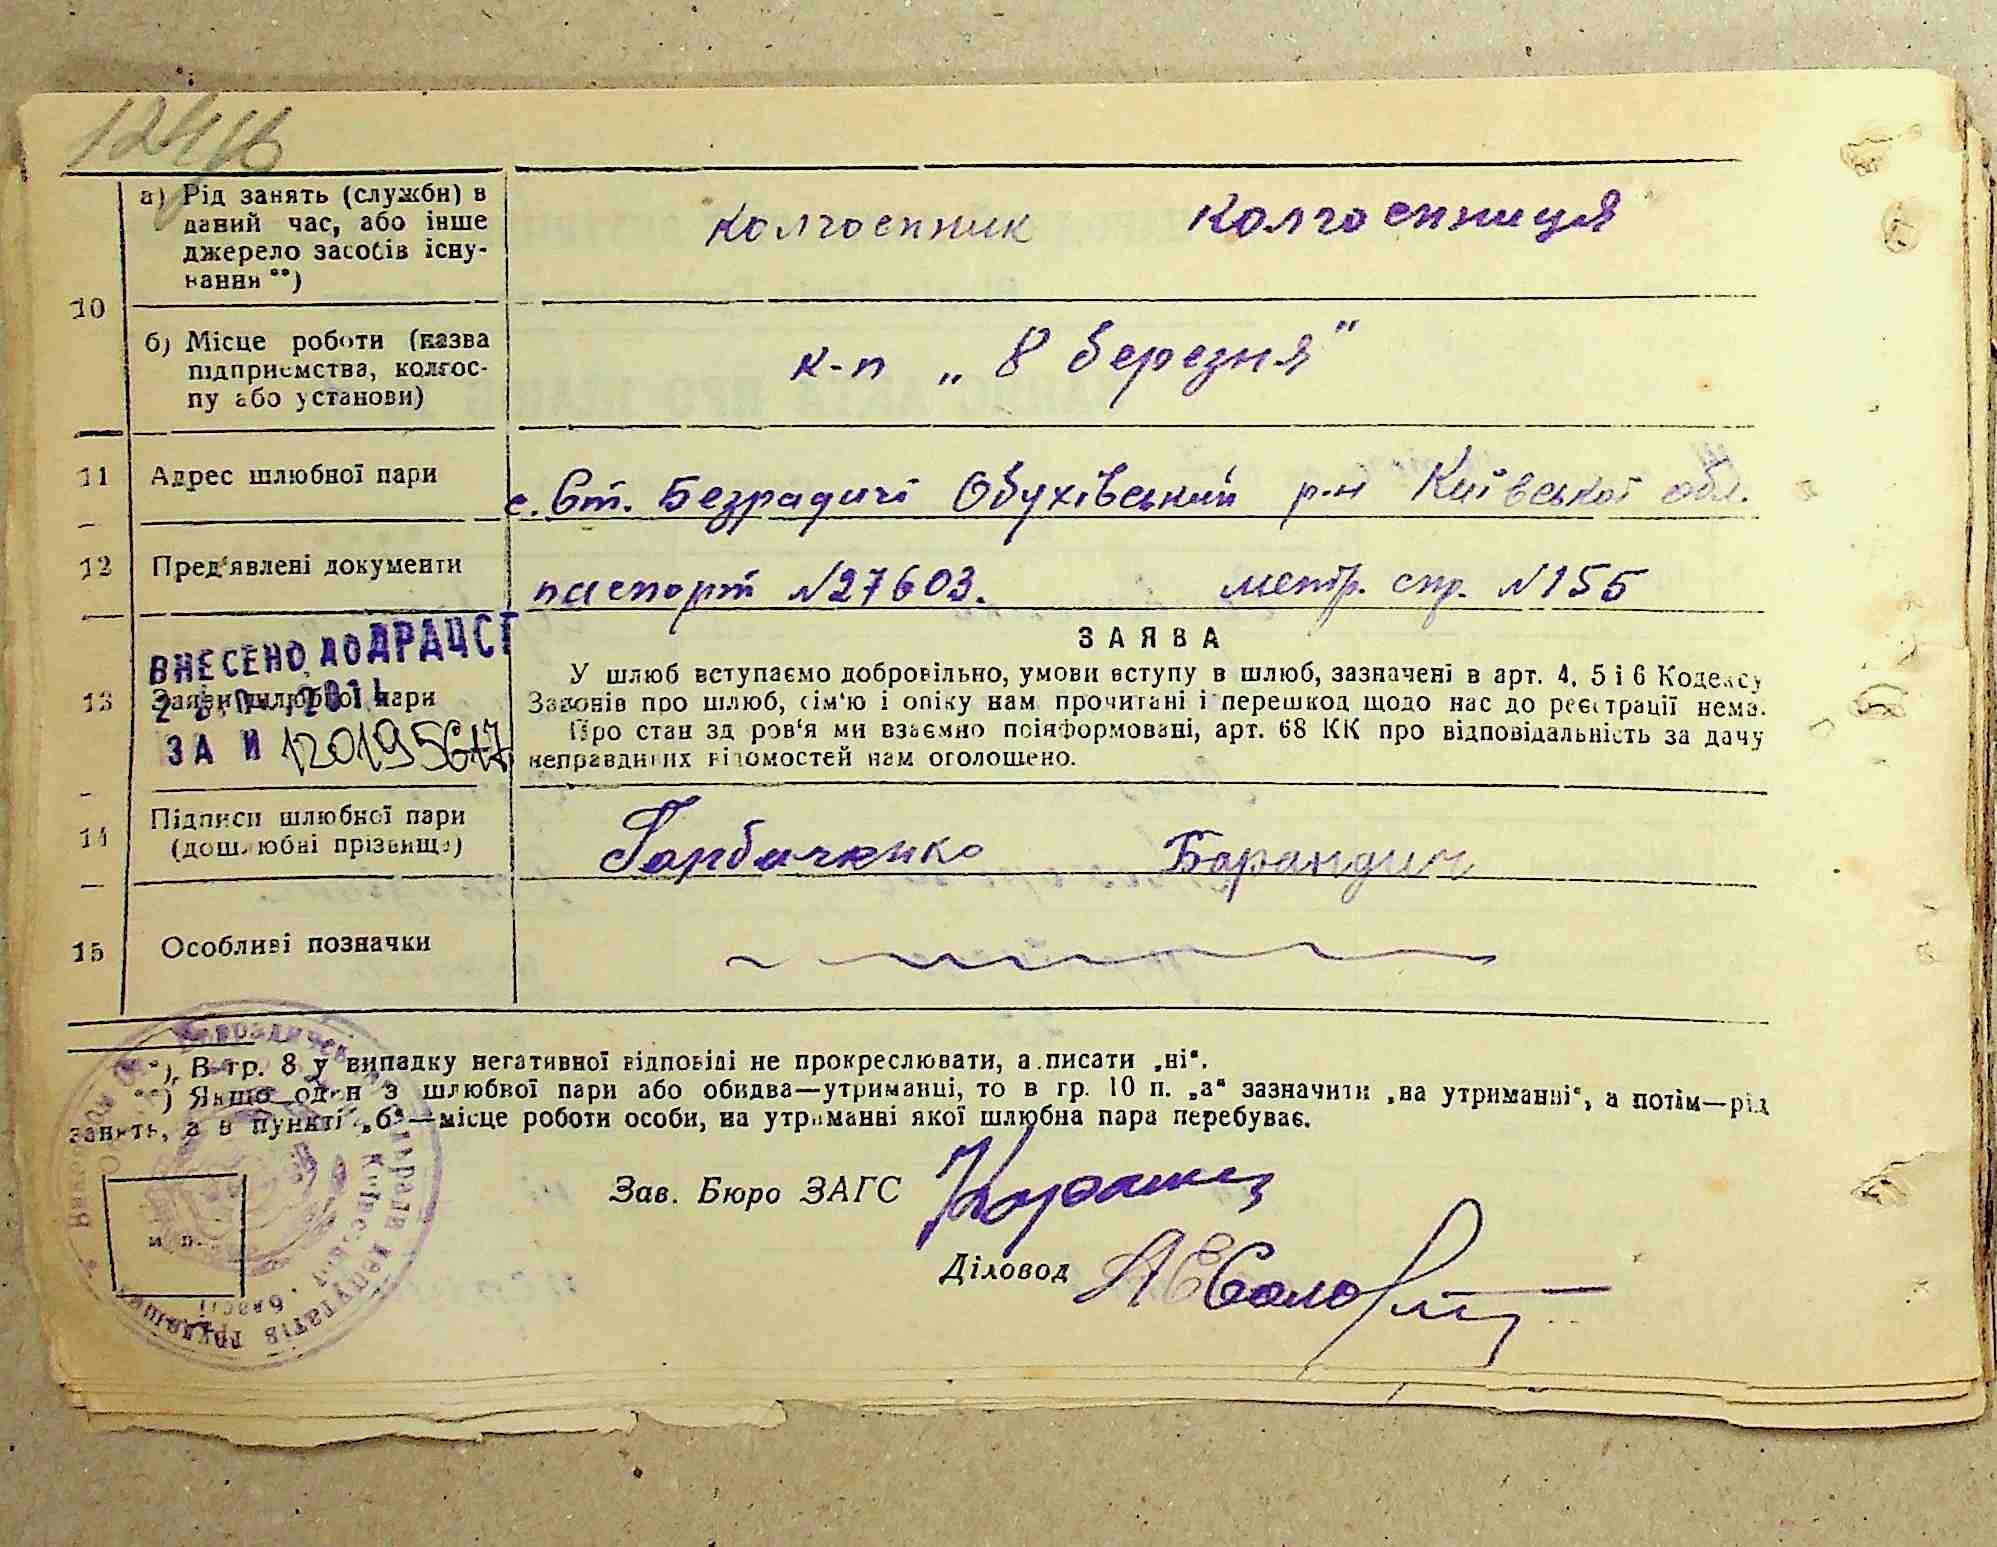 10
а) Рід занять (служби) в
даний час, або інше
джерело засобів існу-
вання **)
колгоспник колгоспниця
б) Місце роботи (назва
підприємства, колгос-
пу або установи)
к-п „8 березня"
11 Адрес шлюбної пари
с. Ст. Безрадичі Обухівський р-н Київської обл.
12 Пред'явлені документи
паспорт №27603. метр. спр. №155
ВНЕСЕНО ДО ДРАЦСГ
13 Заяви шлюбної пари
ЗА И
ЗАЯВА
У шлюб вступаємо добровільно, умови вступу в шлюб, зазначені в арт. 4, 5 і 6 Кодексу
Законів про шлюб, сім'ю і опіку нам прочитані і перешкод щодо нас до реєстрації нема.
Про стан здоров'я ми взаємно поінформовані, арт. 68 КК про відповідальність за дачу
неправдивих відомостей нам оголошено.
14 Підписи шлюбної пари
(дошлюбні прізвища)
Горбаченко Барандич
15 Особливі позначки
*) В гр. 8 у випадку негативної відповіді не прокреслювати, а писати „ні".
**) Якщо один з шлюбної пари або обидва—утриманці, то в гр. 10 п. „а" зазначити „на утриманні", а потім—рід
занять, а в пункті „б"—місце роботи особи, на утриманні якої шлюбна пара перебуває.
Зав. Бюро ЗАГС
Діловод
м. п.